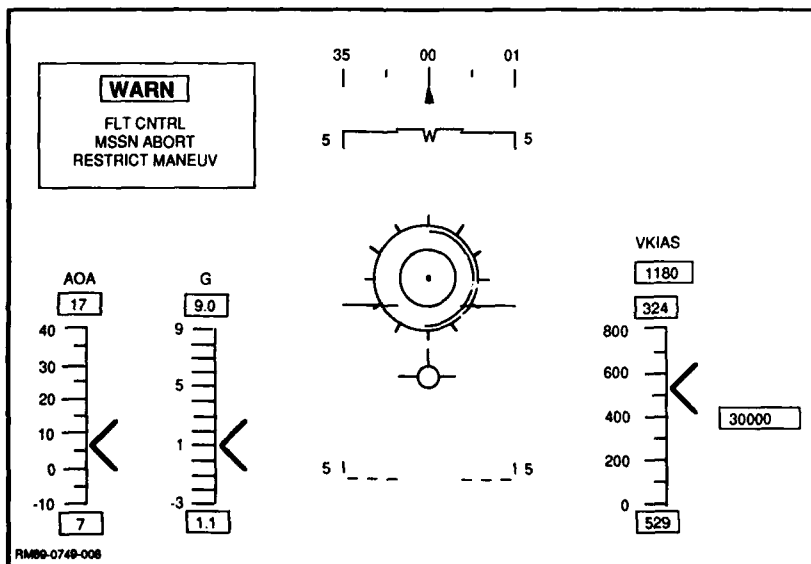 35 00 01
WARN
FLT CNTRL
MSSN ABORT
RESTRICT MANEUV
5 W 5
AOA
17
40
30
20
10
0
-10
7
G
9.0
9
5
1
-3
1.1
5 5
VKIAS
1180
324
800
600
400
200
0
529
30000
RM89-0749-006